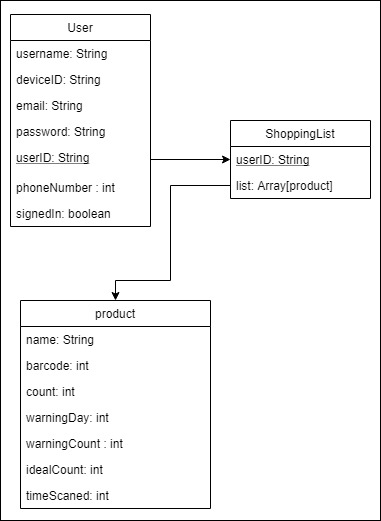 User
username: String
deviceID: String
email: String
password: String
userID: String
phoneNumber : int
signedIn: boolean
ShoppingList
userID: String
list: Array[product]
product
name: String
barcode: int
count: int
warningDay: int
warningCount : int
idealCount: int
timeScaned: int